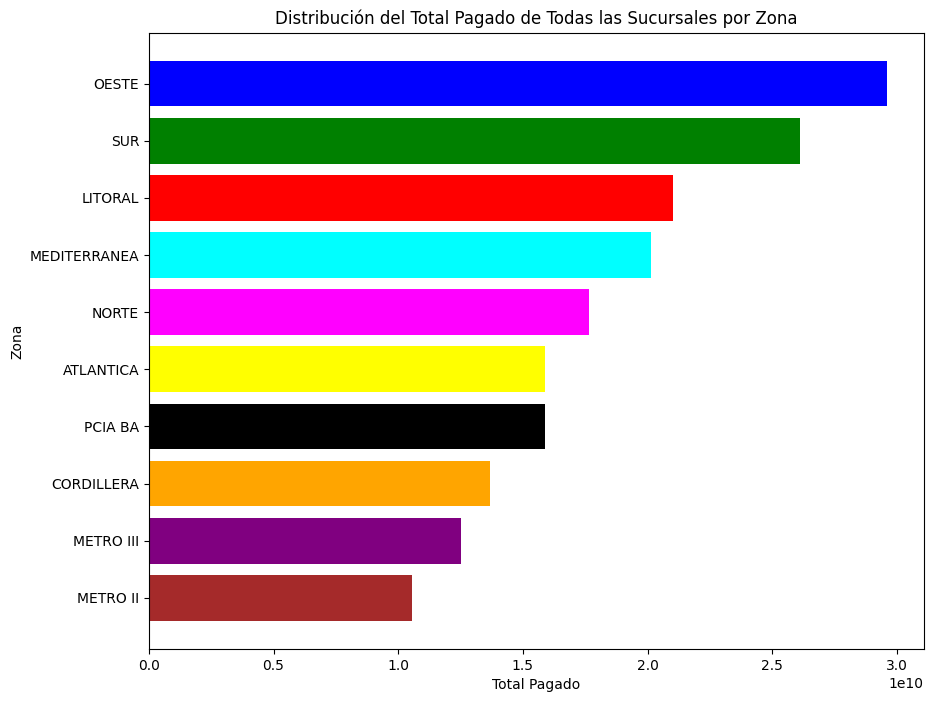 Distribución del Total Pagado de Todas las Sucursales por Zona
OESTE
SUR
LITORAL
MEDITERRANEA
NORTE
ATLANTICA
PCIA BA
CORDILLERA
METRO III
METRO II
Zona
0.0 0.5 1.0 1.5 2.0 2.5 3.0
1e10
Total Pagado